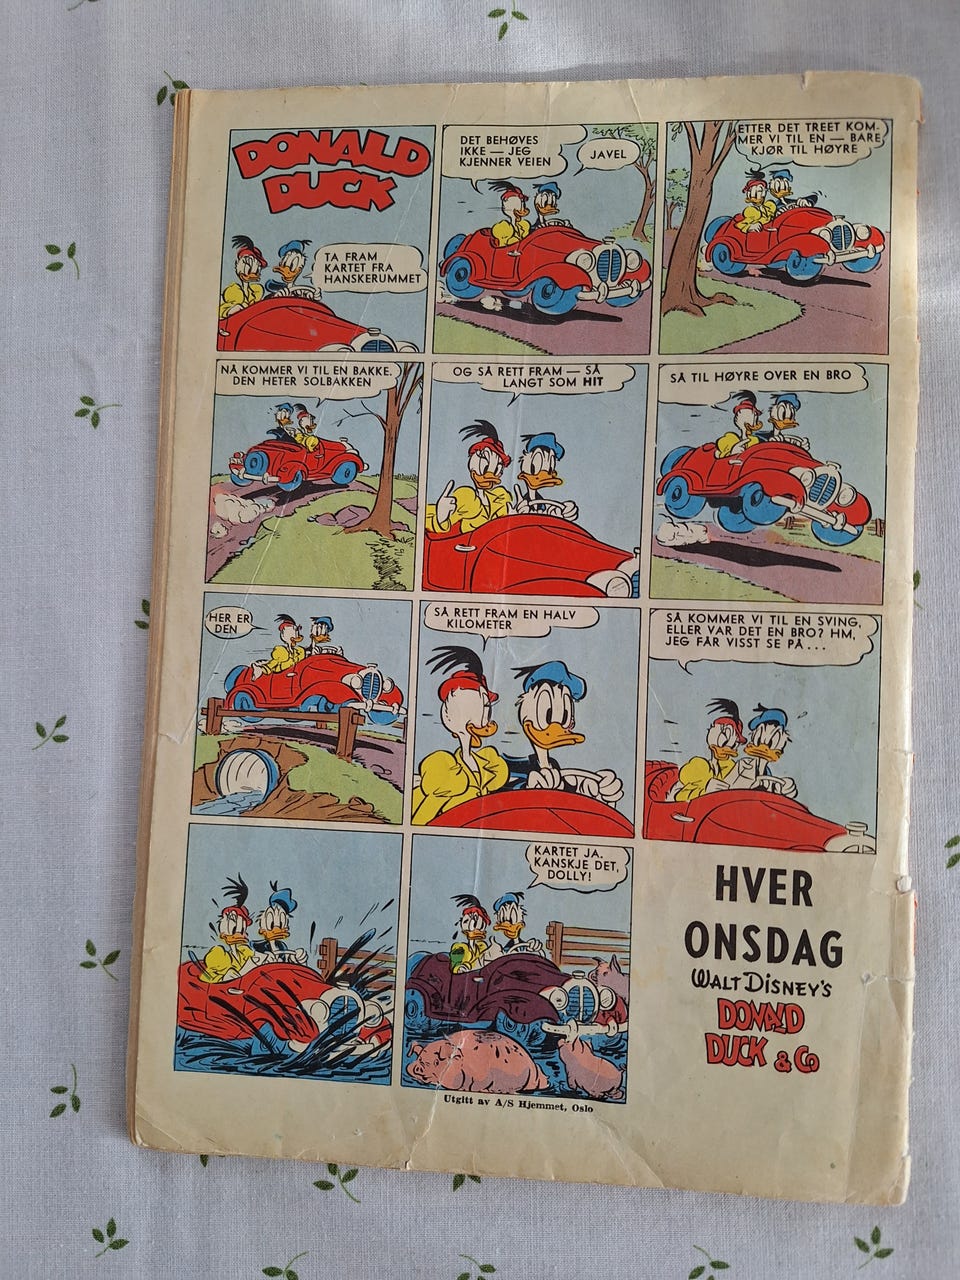 DONALD
DUCK
TA FRAM
KARTET FRA
HANSKERUMMET
DET BEHØVES
IKKE — JEG
KJENNER VEIEN
JAVEL
ETTER DET TREET KOM-
MER VI TIL EN — BARE
KJØR TIL HØYRE
NÅ KOMMER VI TIL EN BAKKE.
DEN HETER SOLBAKKEN
OG SÅ RETT FRAM — SÅ
LANGT SOM HIT
SÅ TIL HØYRE OVER EN BRO
HER ER
DEN
SÅ RETT FRAM EN HALV
KILOMETER
SÅ KOMMER VI TIL EN SVING,
ELLER VAR DET EN BRO? HM,
JEG FÅR VISST SE PÅ...
KARTET JA.
KANSKJE DET,
DOLLY!
HVER
ONSDAG
WALT DISNEY'S
DONALD
DUCK & Co
Utgitt av A/S Hjemmet, Oslo